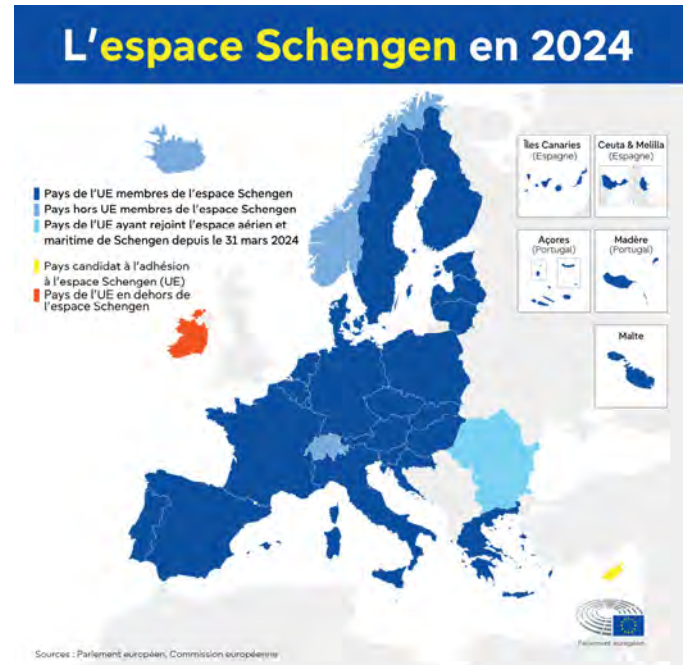 L'espace Schengen en 2024
Pays de l'UE membres de l'espace Schengen
Pays hors UE membres de l'espace Schengen
Pays de l'UE ayant rejoint l'espace aérien et
maritime de Schengen depuis le 31 mars 2024
Pays candidat à l'adhésion
à l'espace Schengen (UE)
Pays de l'UE en dehors de
l'espace Schengen
Îles Canaries
(Espagne)
Ceuta & Melilla
(Espagne)
Açores
(Portugal)
Madère
(Portugal)
Malte
Parlement européen
Sources : Parlement européen, Commission européenne